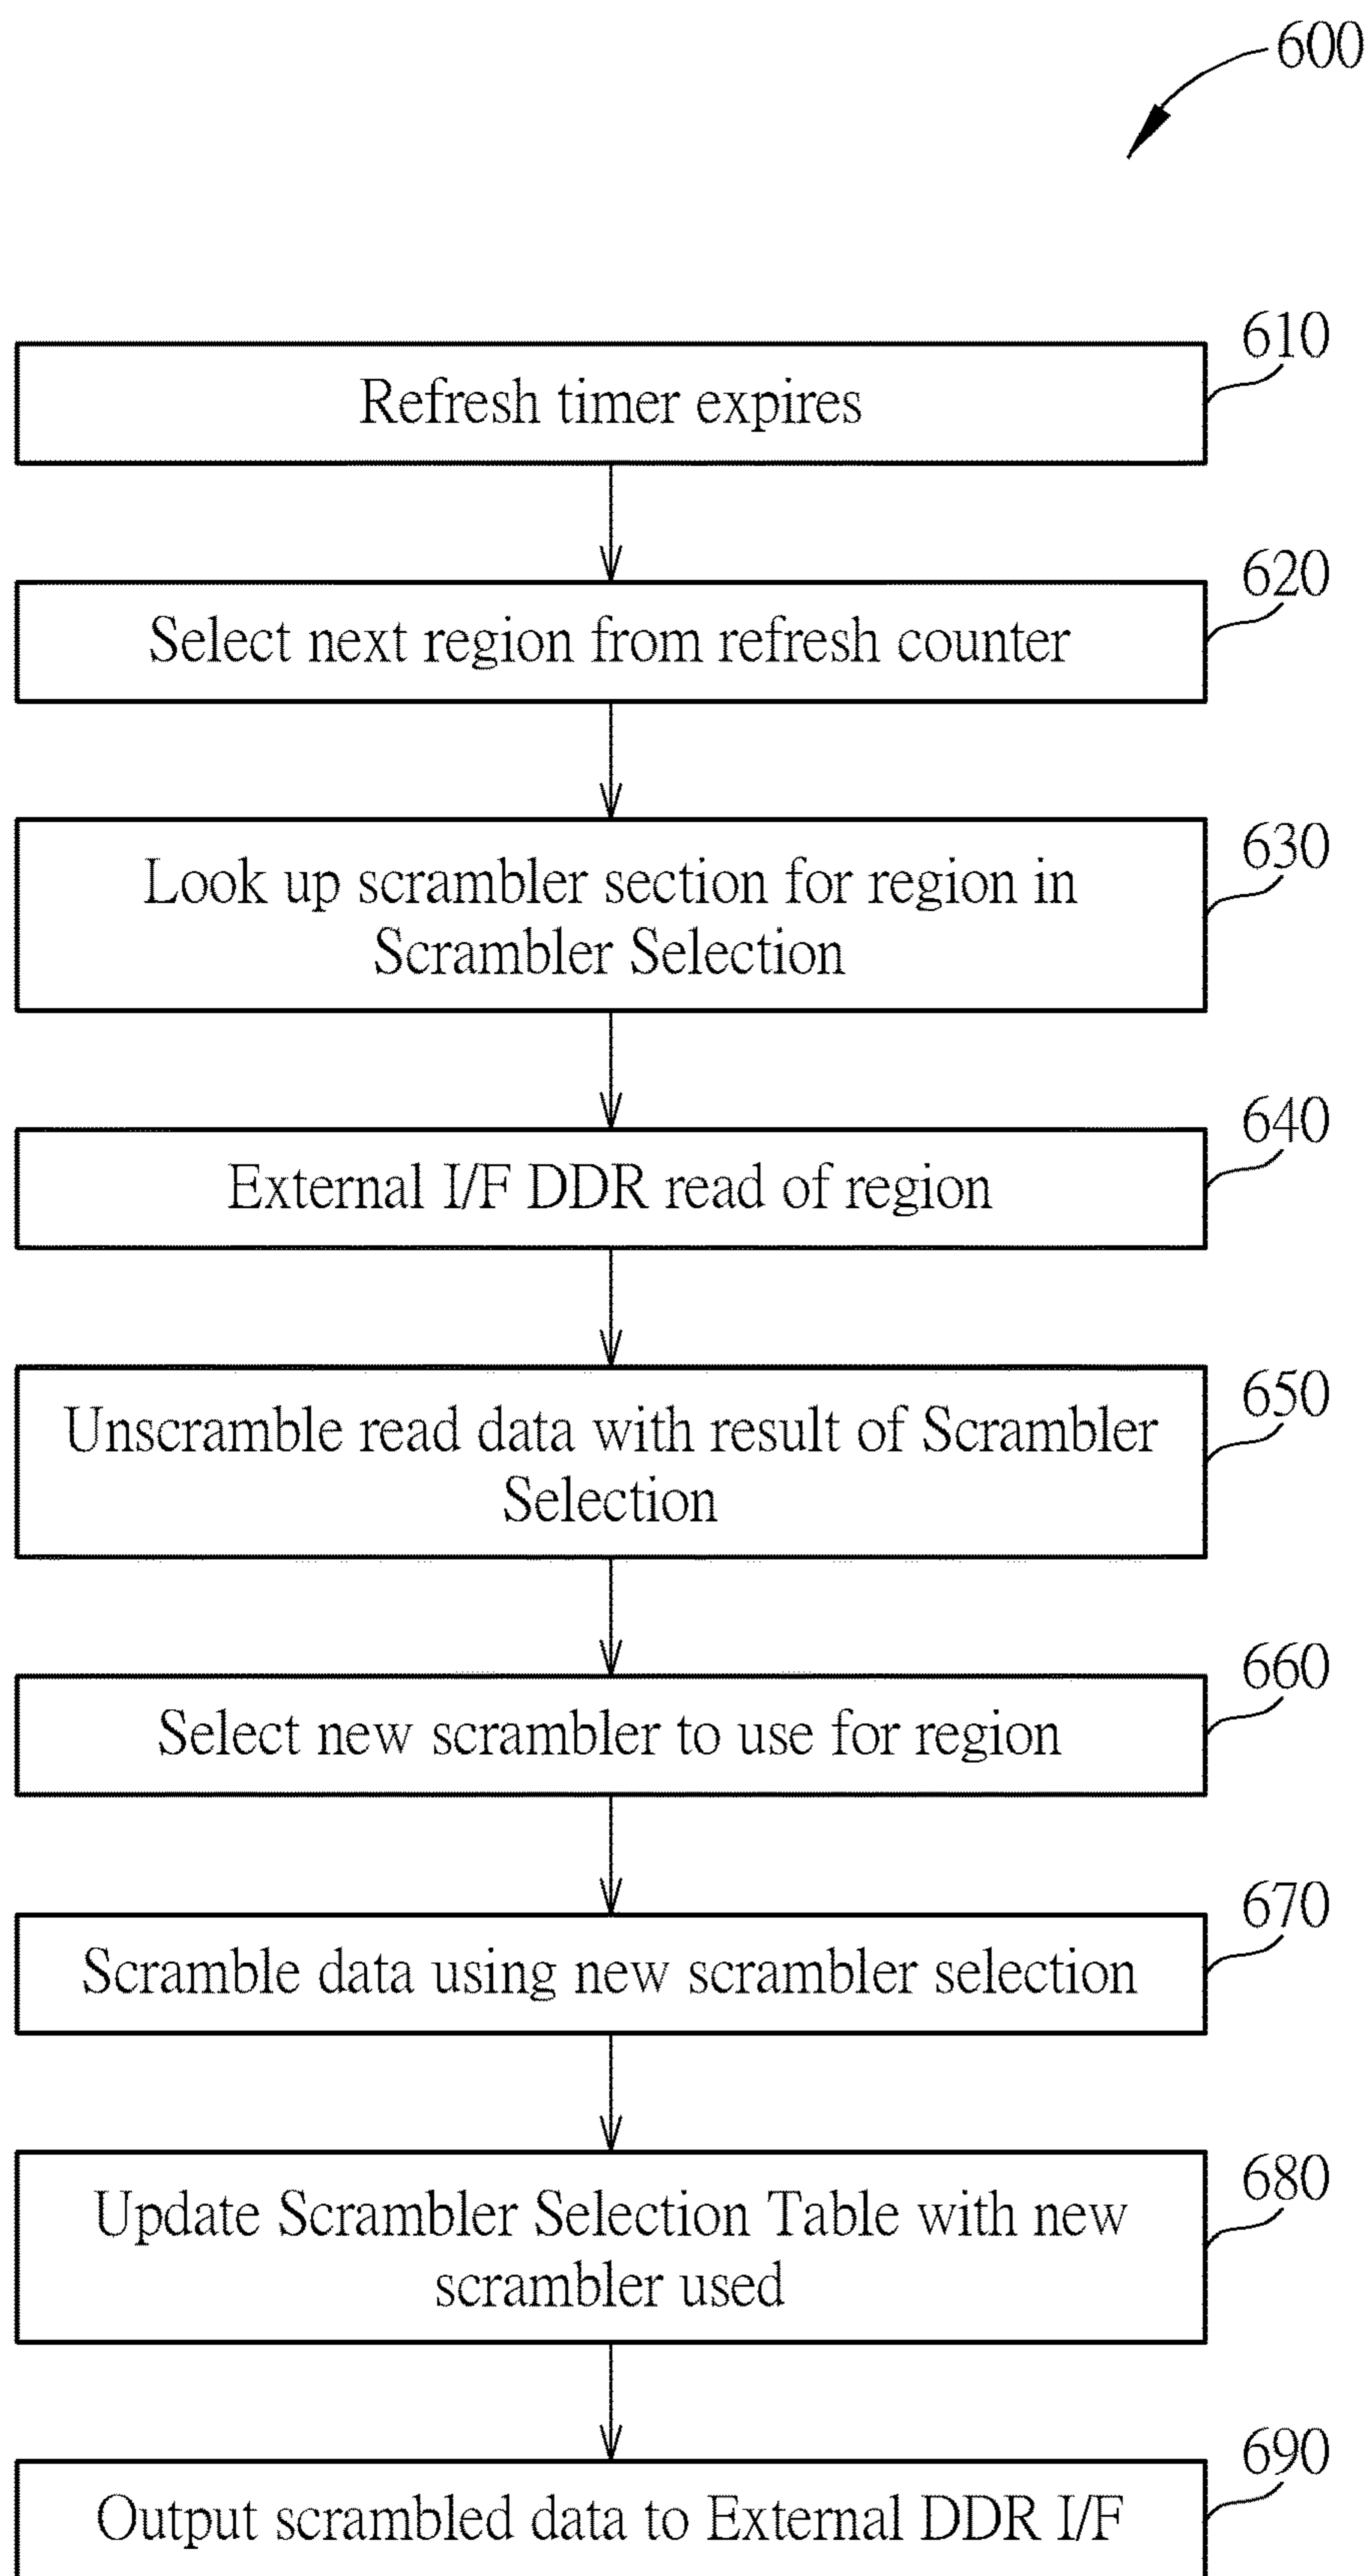 600
610
Refresh timer expires
620
Select next region from refresh counter
630
Look up scrambler section for region in
Scrambler Selection
640
External I/F DDR read of region
650
Unscramble read data with result of Scrambler
Selection
660
Select new scrambler to use for region
670
Scramble data using new scrambler selection
680
Update Scrambler Selection Table with new
scrambler used
690
Output scrambled data to External DDR I/F